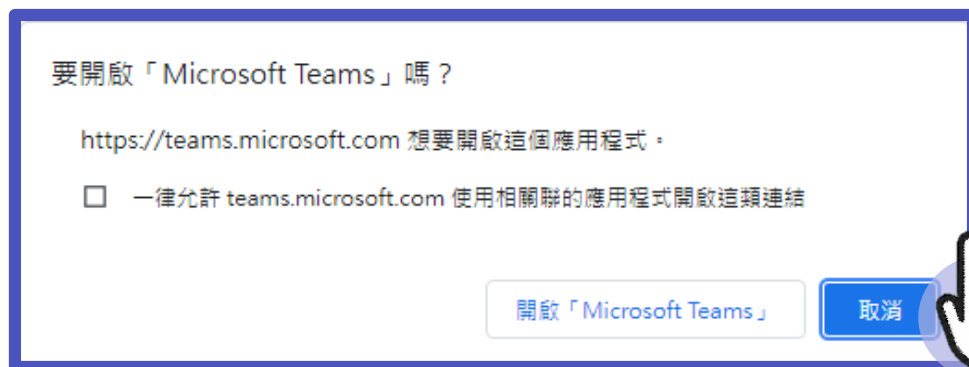 要開啟「Microsoft Teams」嗎？
https://teams.microsoft.com 想要開啟這個應用程式。
一律允許 teams.microsoft.com 使用相關聯的應用程式開啟這類連結
開啟「Microsoft Teams」
取消